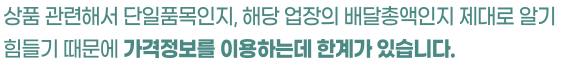 상품 관련해서 단일품목인지, 해당 업장의 배달총액인지 제대로 알기
힘들기 때문에 가격정보를 이용하는데 한계가 있습니다.